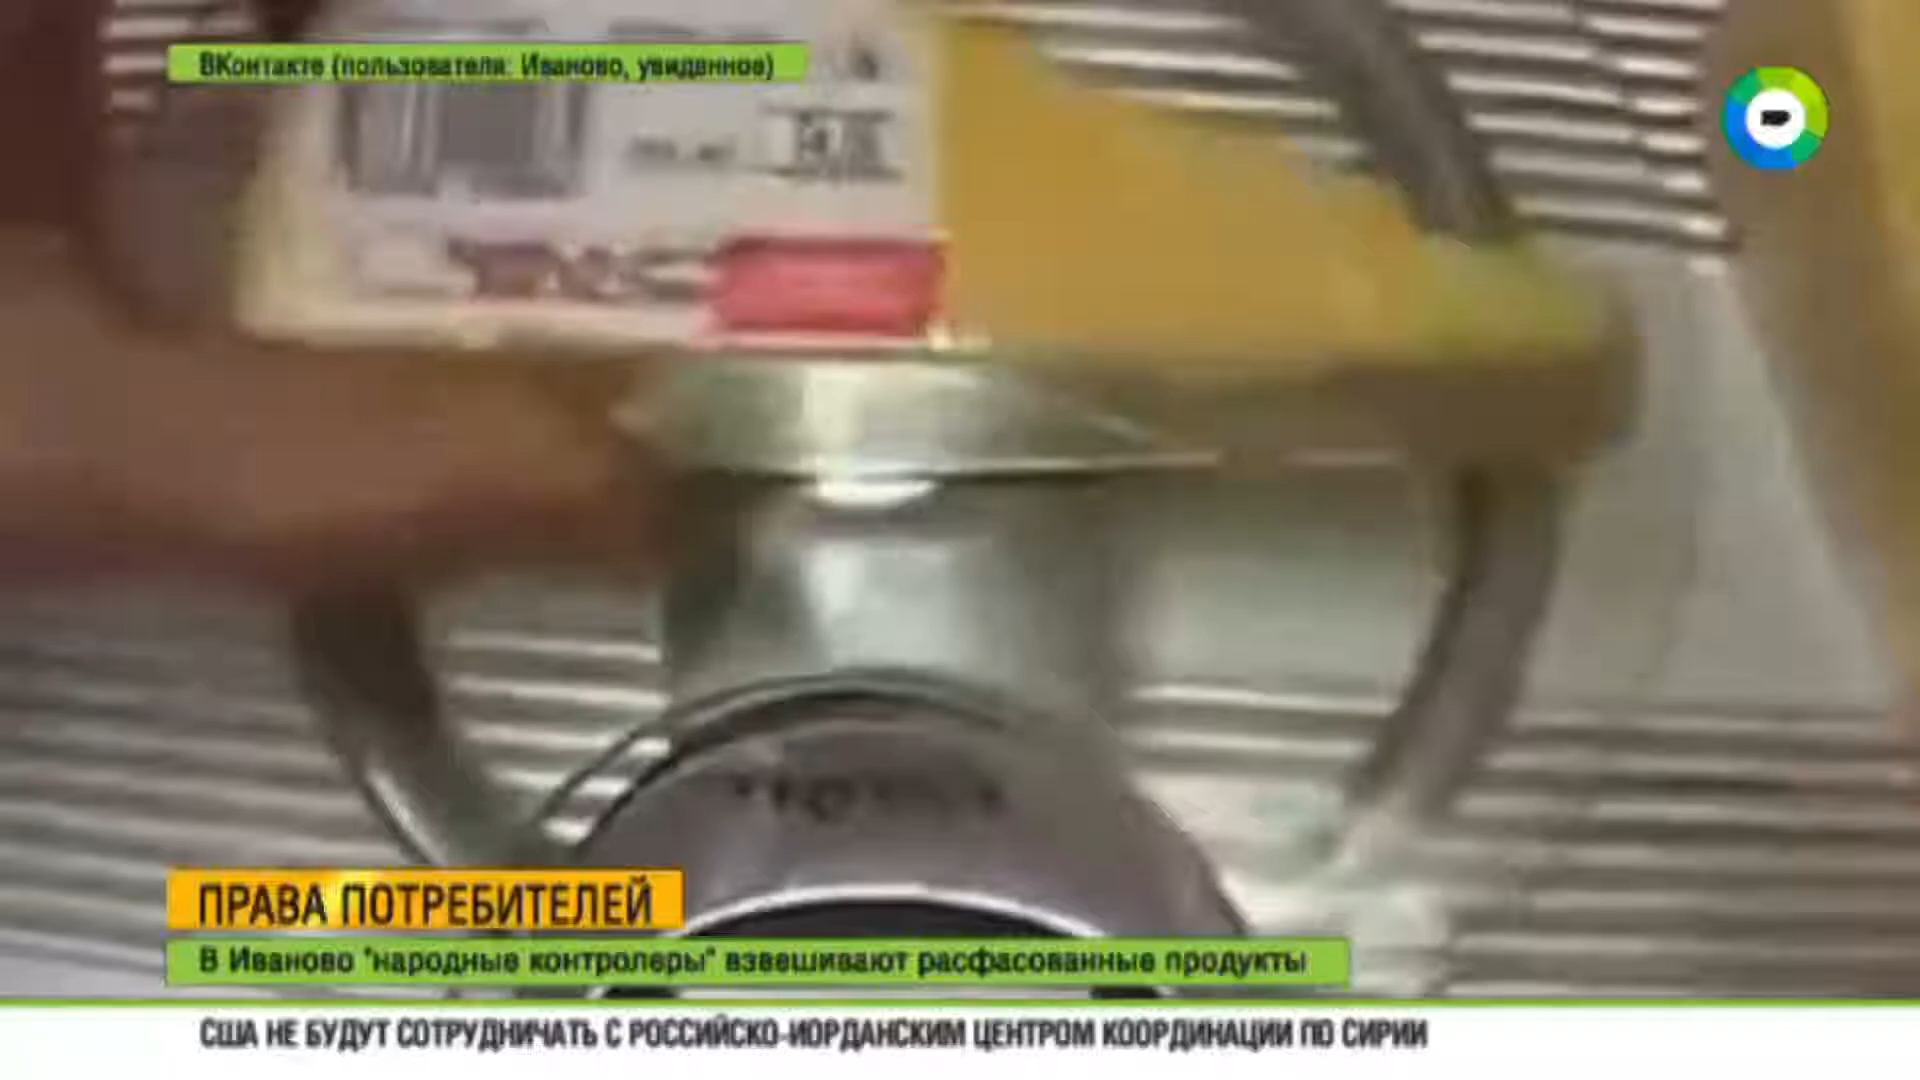 ВКонтакте (пользователя: Иваново, увиденное)
ПРАВА ПОТРЕБИТЕЛЕЙ
В Иваново "народные контролеры" взвешивают расфасованные продукты
США НЕ БУДУТ СОТРУДНИЧАТЬ С РОССИЙСКО-ИОРДАНСКИМ ЦЕНТРОМ КООРДИНАЦИИ ПО СИРИИ